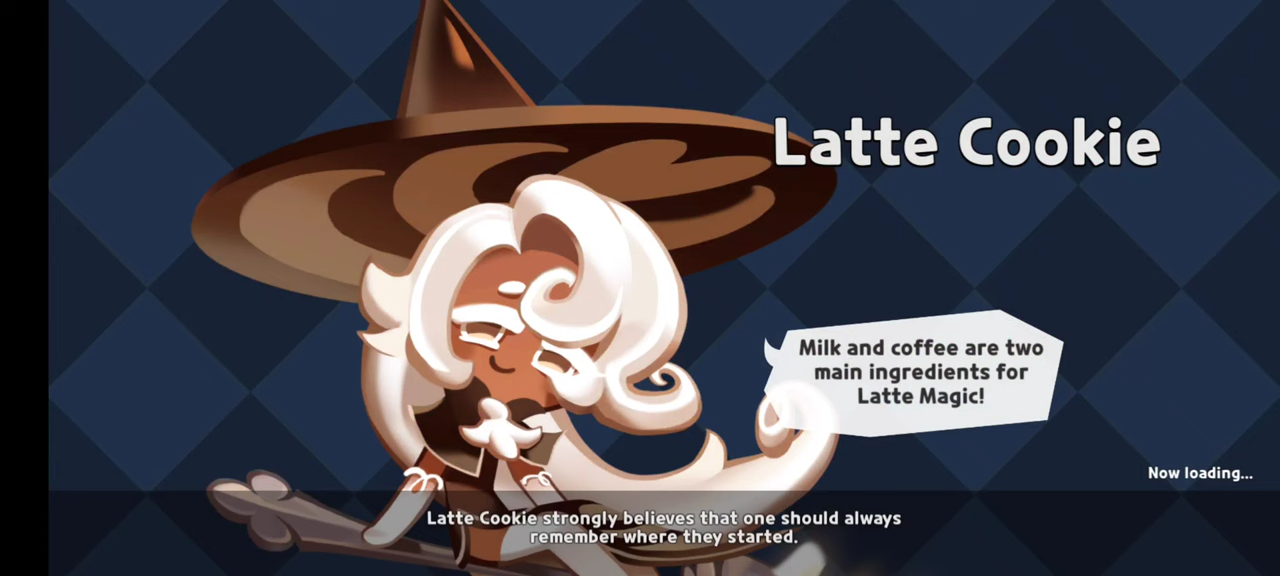 Latte Cookie
Milk and coffee are two
main ingredients for
Latte Magic!
Now loading...
Latte Cookie strongly believes that one should always
remember where they started.